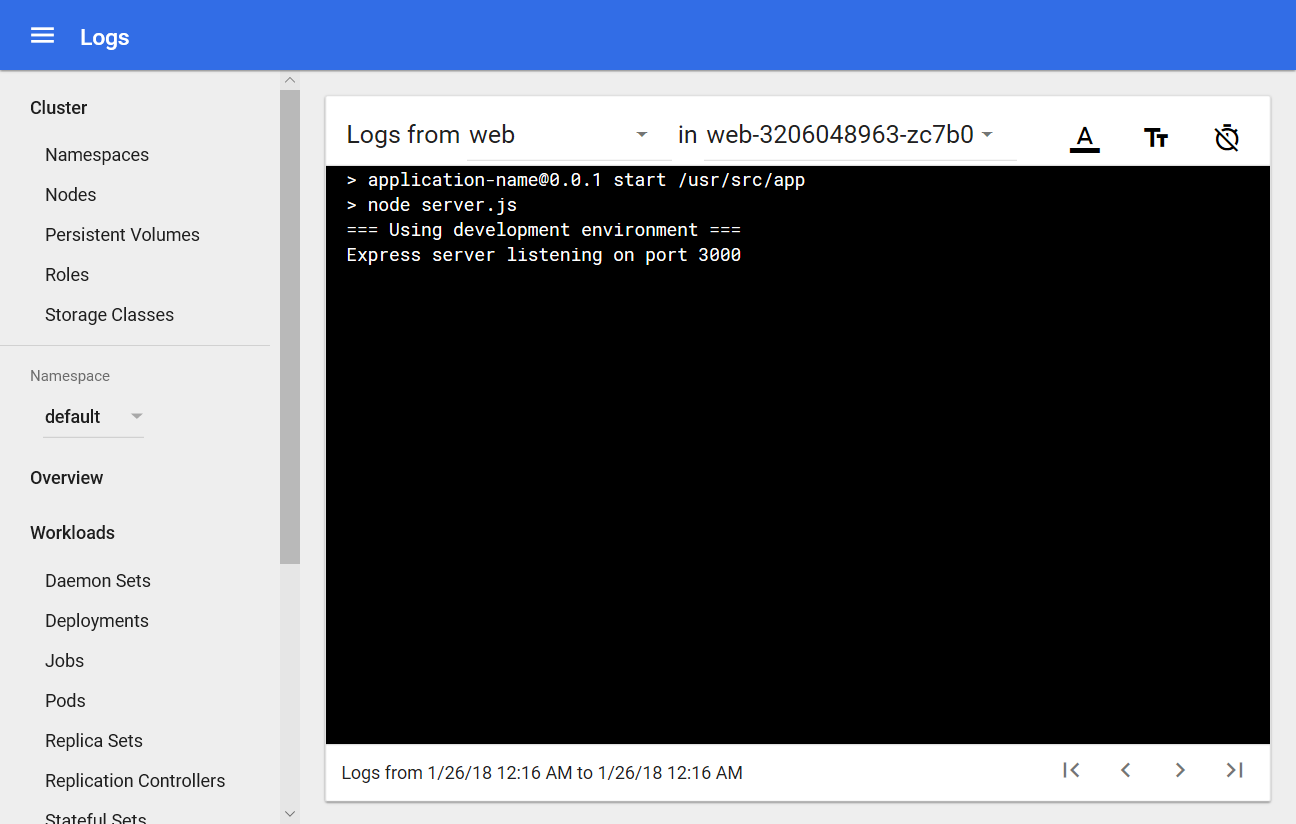 Logs
Cluster
Namespaces
Nodes
Persistent Volumes
Roles
Storage Classes
Namespace
default
Overview
Workloads
Daemon Sets
Deployments
Jobs
Pods
Replica Sets
Replication Controllers
Stateful Sets
Logs from web in web-3206048963-zc7b0
A
TT
> application-name@0.0.1 start /usr/src/app
> node server.js
=== Using development environment ===
Express server listening on port 3000
Logs from 1/26/18 12:16 AM to 1/26/18 12:16 AM